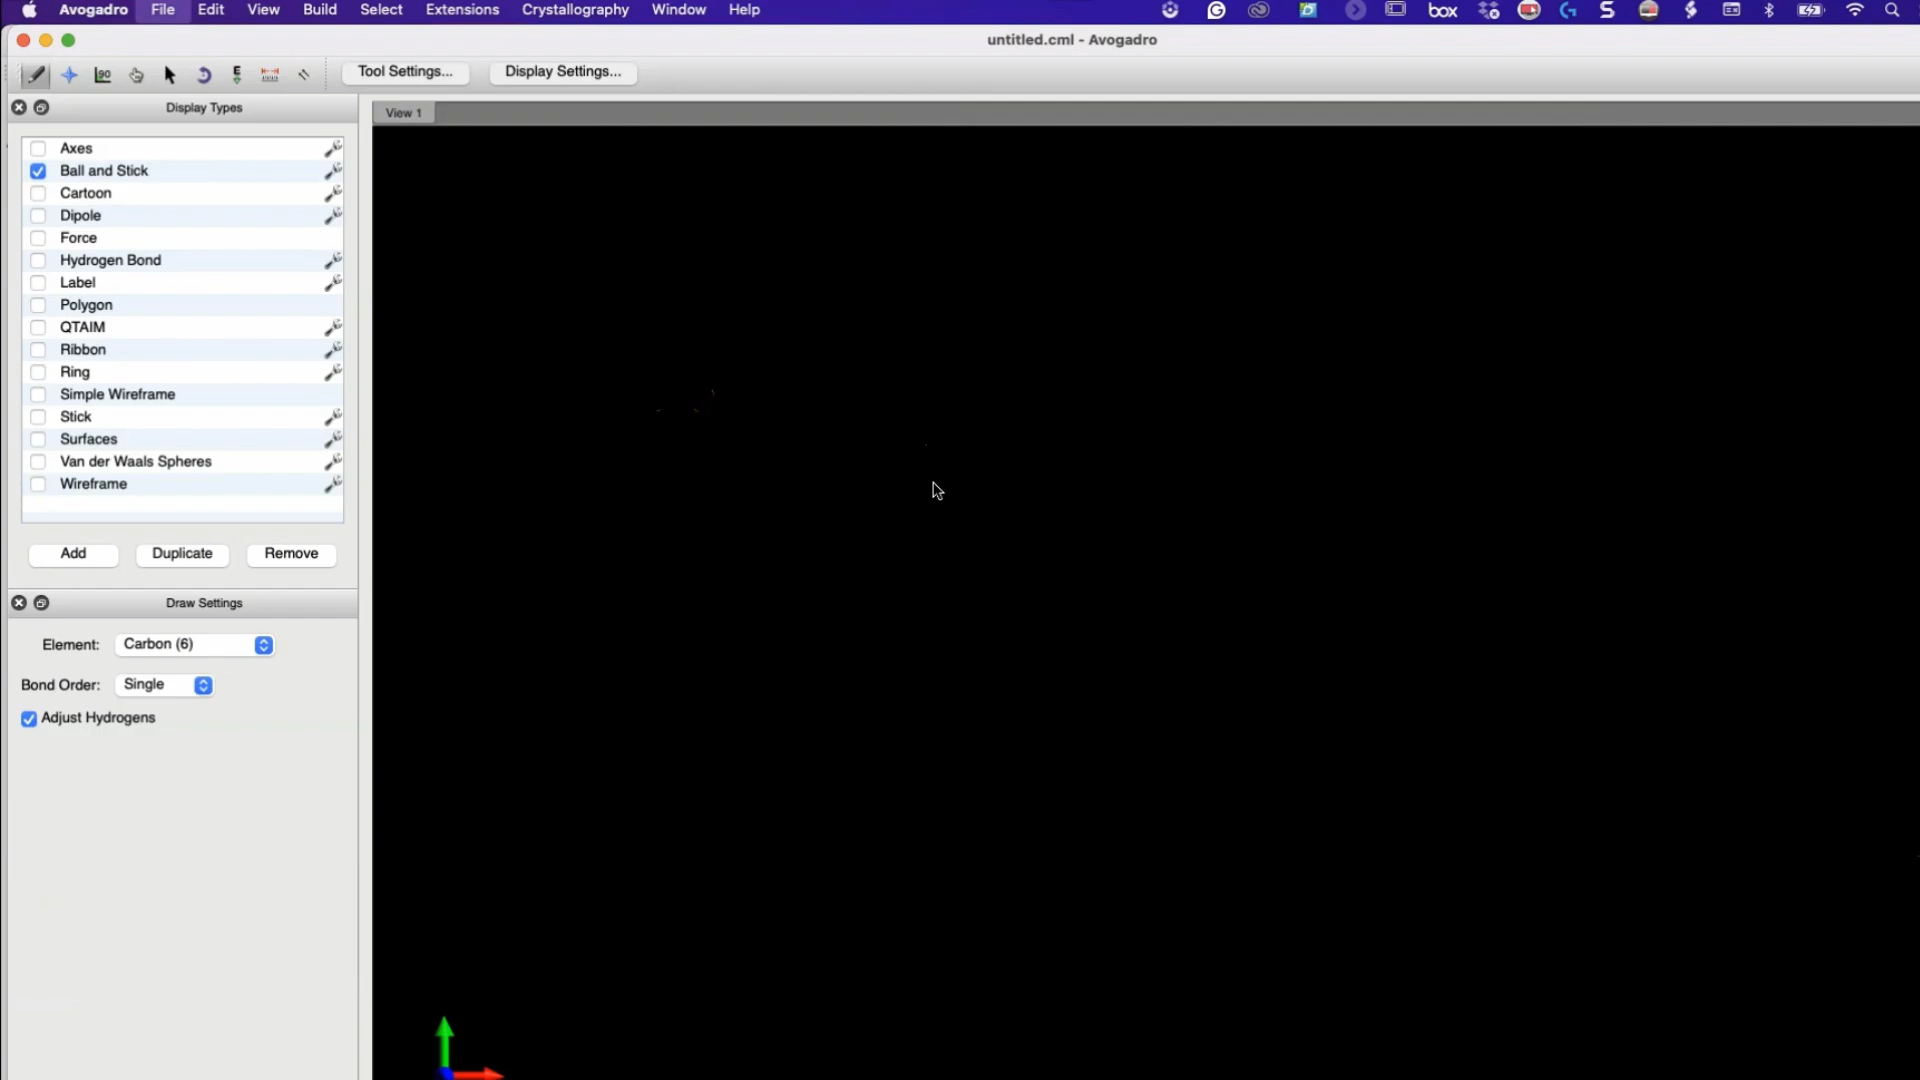 Avogadro File Edit View Build Select Extensions Crystallography Window Help box
untitled.cml - Avogadro
90 E Tool Settings... Display Settings...
Display Types
View 1
Axes
Ball and Stick
Cartoon
Dipole
Force
Hydrogen Bond
Label
Polygon
QTAIM
Ribbon
Ring
Simple Wireframe
Stick
Surfaces
Van der Waals Spheres
Wireframe
Add Duplicate Remove
Draw Settings
Element: Carbon (6)
Bond Order: Single
Adjust Hydrogens